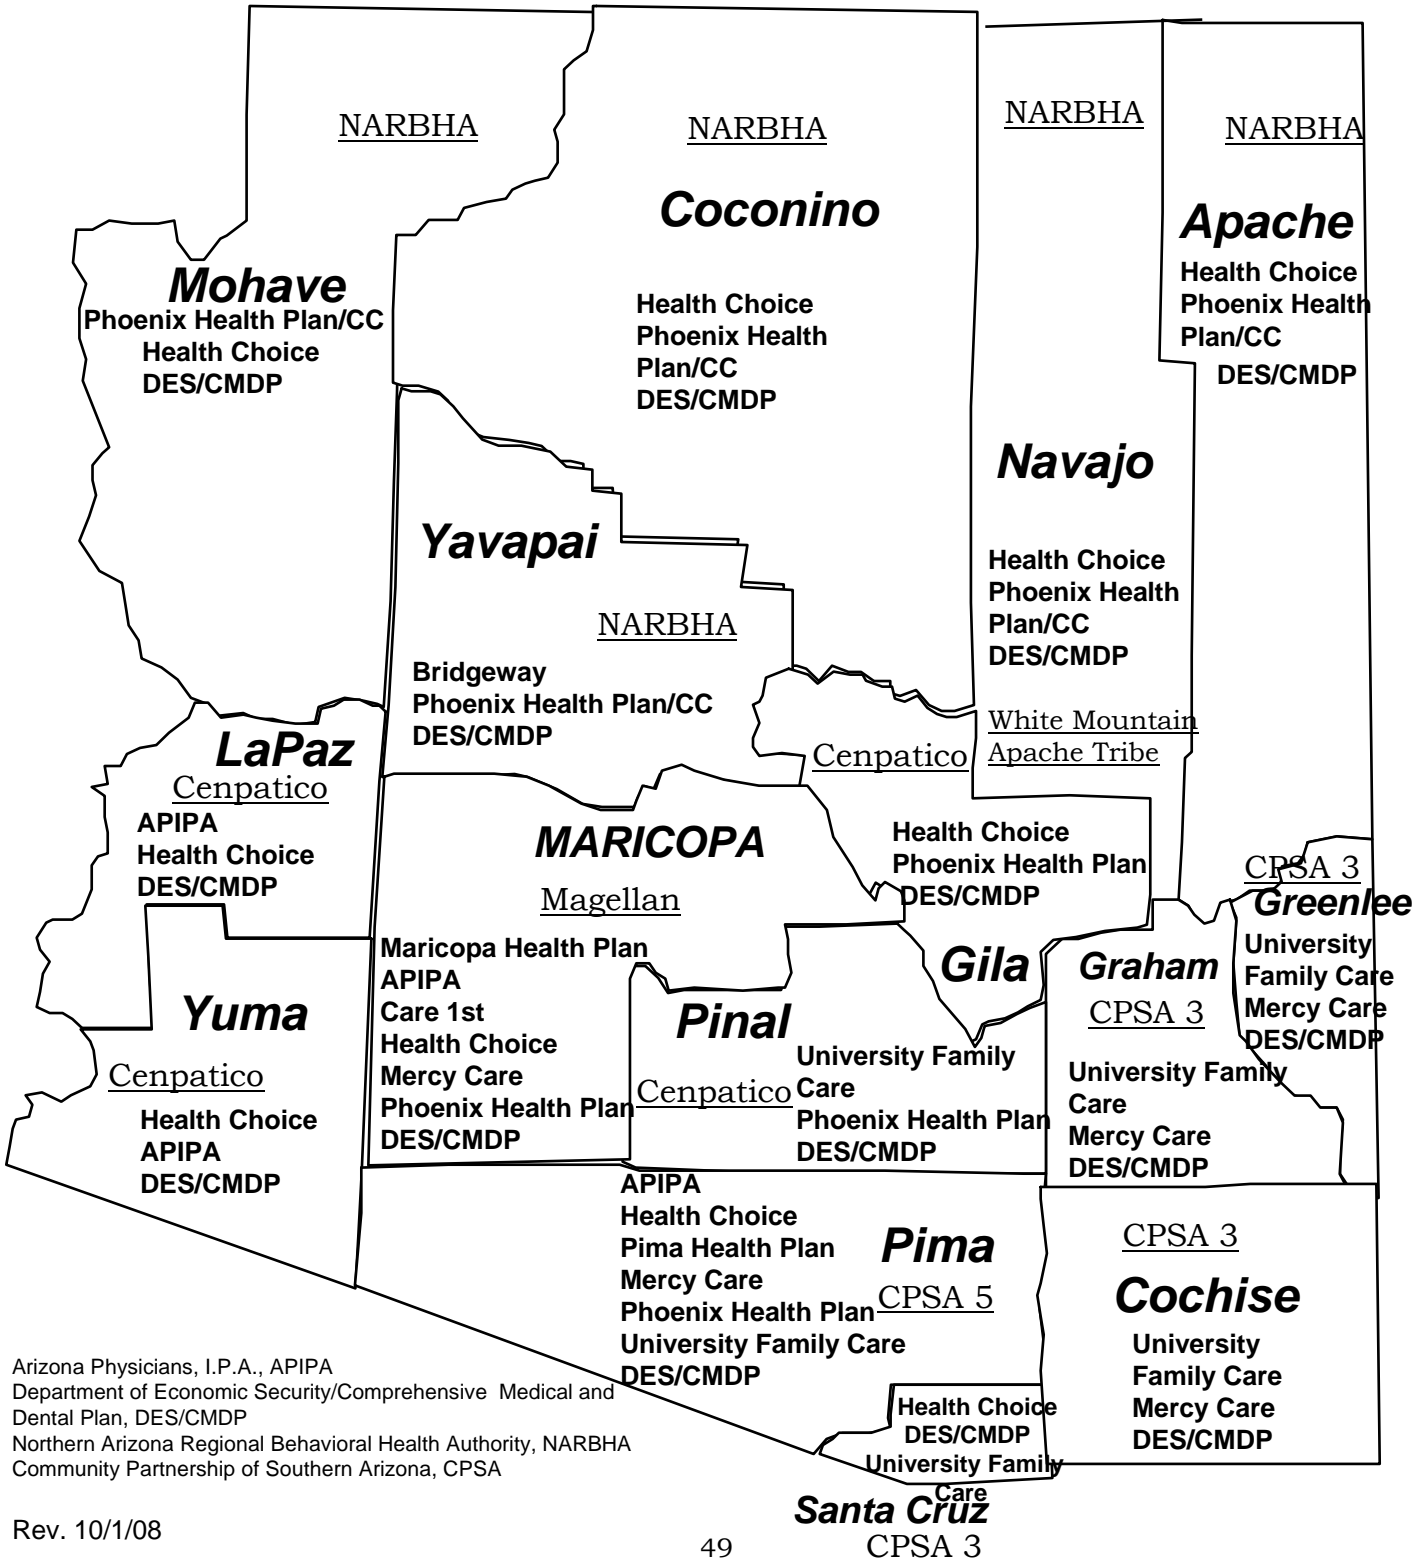 NARBHA
Mohave
Phoenix Health Plan/CC
Health Choice
DES/CMDP
NARBHA
Coconino
Health Choice
Phoenix Health
Plan/CC
DES/CMDP
NARBHA
Navajo
Health Choice
Phoenix Health
Plan/CC
DES/CMDP
White Mountain
Apache Tribe
NARBHA
Apache
Health Choice
Phoenix Health
Plan/CC
DES/CMDP
Yavapai
NARBHA
Bridgeway
Phoenix Health Plan/CC
DES/CMDP
LaPaz
Cenpatico
APIPA
Health Choice
DES/CMDP
MARICOPA
Magellan
Maricopa Health Plan
APIPA
Care 1st
Health Choice
Mercy Care
Phoenix Health Plan
DES/CMDP
Cenpatico
Health Choice
Phoenix Health Plan
DES/CMDP
Gila
CPSA 3
Greenlee
University
Family Care
Mercy Care
DES/CMDP
Graham
CPSA 3
University Family
Care
Mercy Care
DES/CMDP
Yuma
Cenpatico
Health Choice
APIPA
DES/CMDP
Pinal
Cenpatico
University Family
Care
Phoenix Health Plan
DES/CMDP
APIPA
Health Choice
Pima Health Plan
Mercy Care
Phoenix Health Plan
University Family Care
DES/CMDP
Pima
CPSA 5
CPSA 3
Cochise
University
Family Care
Mercy Care
DES/CMDP
Health Choice
DES/CMDP
University Family
Care
Santa Cruz
CPSA 3
Arizona Physicians, I.P.A., APIPA
Department of Economic Security/Comprehensive Medical and
Dental Plan, DES/CMDP
Northern Arizona Regional Behavioral Health Authority, NARBHA
Community Partnership of Southern Arizona, CPSA
Rev. 10/1/08
49